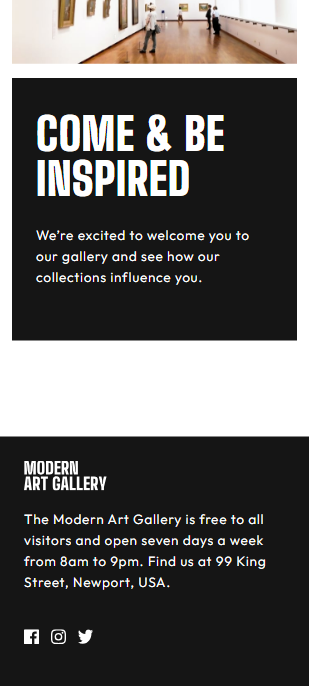 COME & BE
INSPIRED
We're excited to welcome you to
our gallery and see how our
collections influence you.
MODERN
ART GALLERY
The Modern Art Gallery is free to all
visitors and open seven days a week
from 8am to 9pm. Find us at 99 King
Street, Newport, USA.